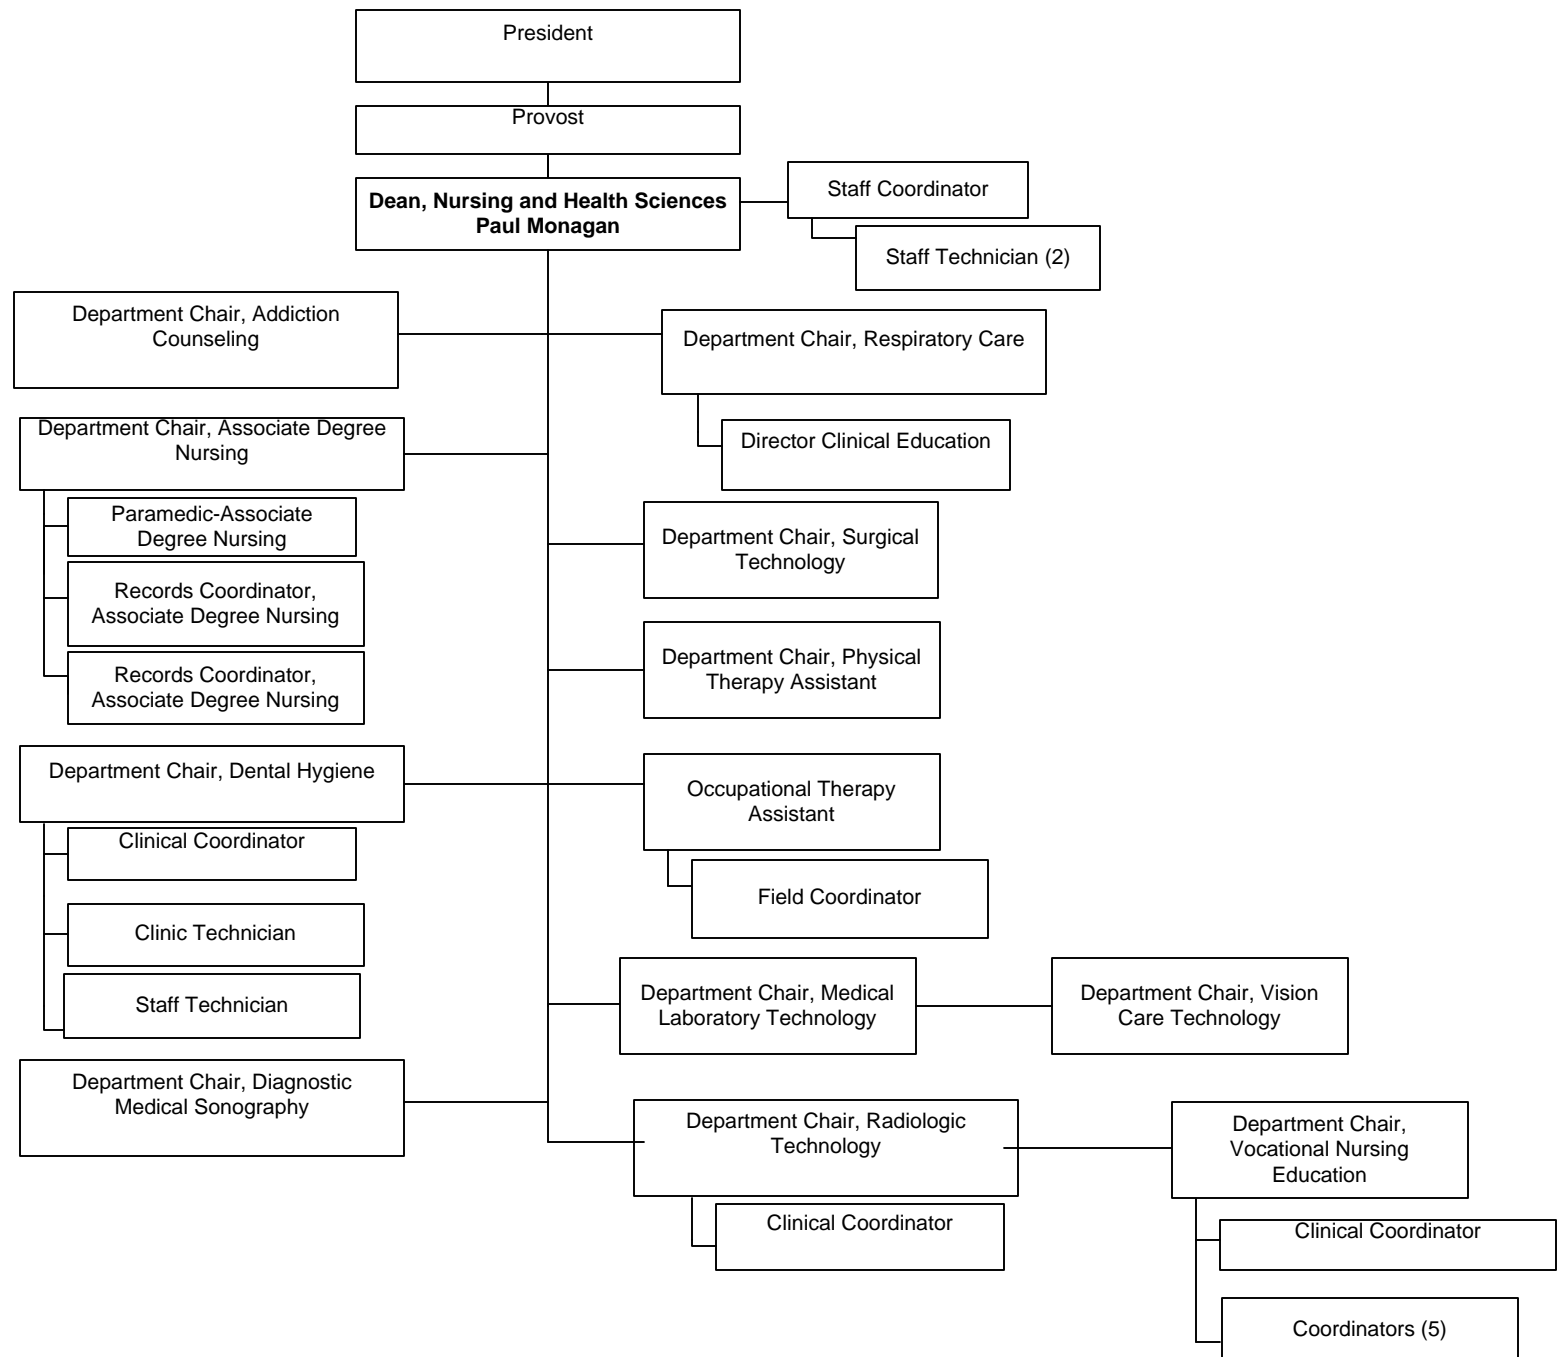 President
Provost
Dean, Nursing and Health Sciences
Paul Monagan
Staff Coordinator
Staff Technician (2)
Department Chair, Addiction
Counseling
Department Chair, Respiratory Care
Director Clinical Education
Department Chair, Associate Degree
Nursing
Paramedic-Associate
Degree Nursing
Records Coordinator,
Associate Degree Nursing
Records Coordinator,
Associate Degree Nursing
Department Chair, Surgical
Technology
Department Chair, Physical
Therapy Assistant
Department Chair, Dental Hygiene
Clinical Coordinator
Clinic Technician
Staff Technician
Occupational Therapy
Assistant
Field Coordinator
Department Chair, Medical
Laboratory Technology
Department Chair, Vision
Care Technology
Department Chair, Diagnostic
Medical Sonography
Department Chair, Radiologic
Technology
Clinical Coordinator
Department Chair,
Vocational Nursing
Education
Clinical Coordinator
Coordinators (5)